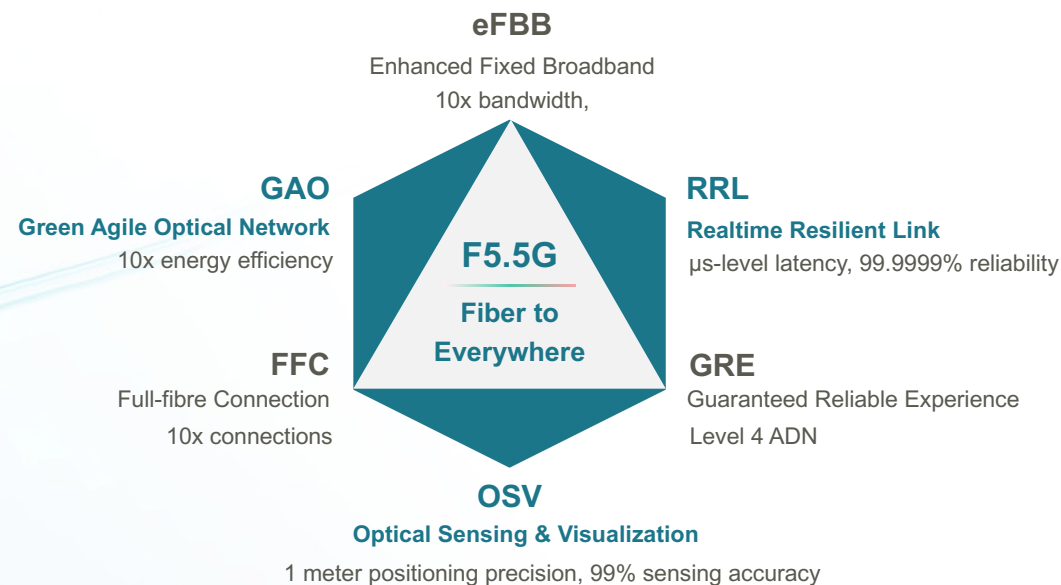 eFBB
Enhanced Fixed Broadband
10x bandwidth,
GAO
Green Agile Optical Network
10x energy efficiency
RRL
Realtime Resilient Link
µs-level latency, 99.9999% reliability
F5.5G
Fiber to
Everywhere
FFC
Full-fibre Connection
10x connections
GRE
Guaranteed Reliable Experience
Level 4 ADN
OSV
Optical Sensing & Visualization
1 meter positioning precision, 99% sensing accuracy